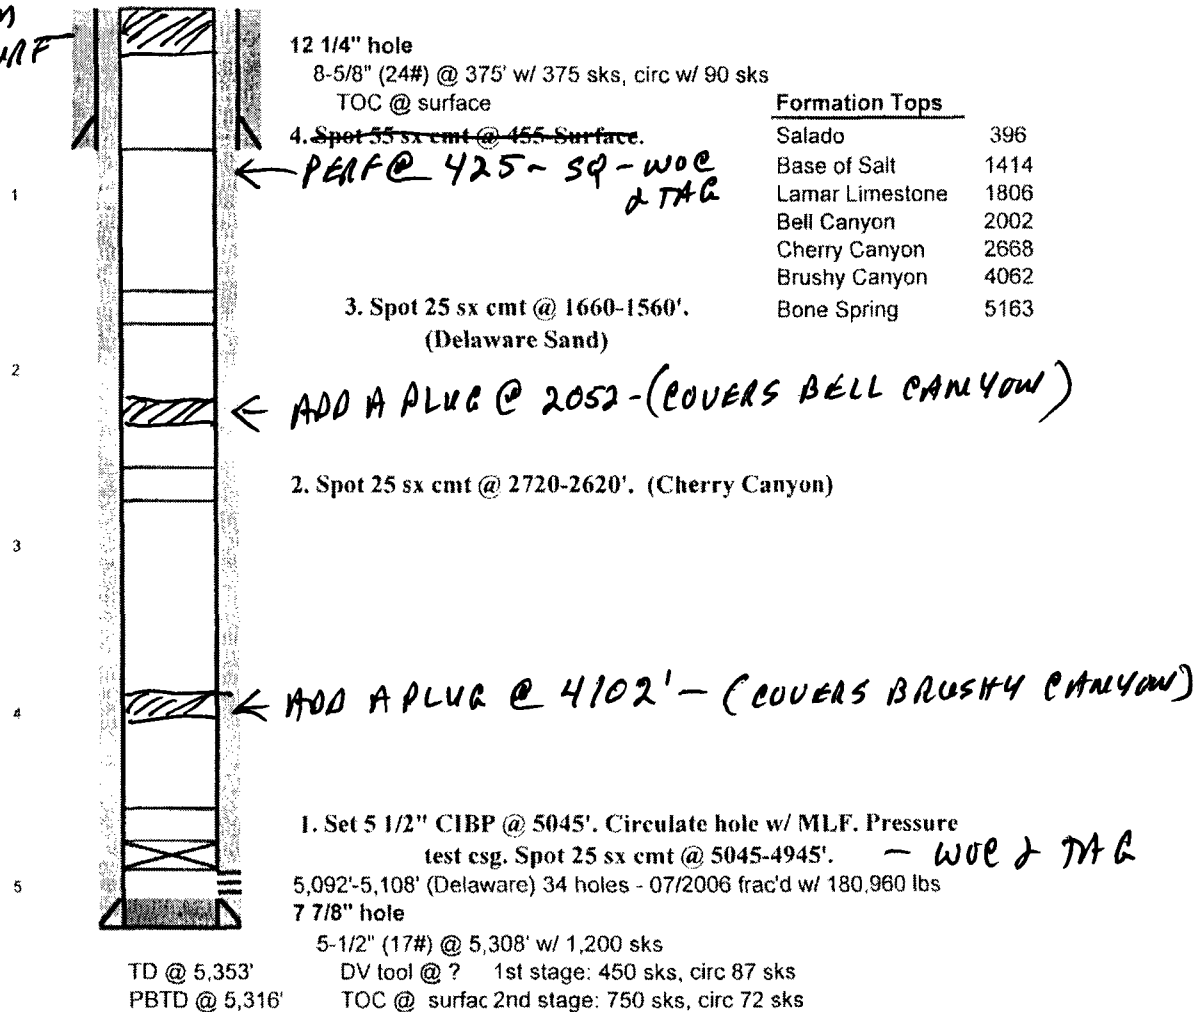 12 1/4" hole
8-5/8" (24#) @ 375' w/ 375 sks, circ w/ 90 sks
TOC @ surface
4. Spot 55 sx cmt @ 455-Surface.
PERF @ 425 - SQ - WOC
& TAG
Formation Tops
Salado 396
Base of Salt 1414
Lamar Limestone 1806
Bell Canyon 2002
Cherry Canyon 2668
Brushy Canyon 4062
Bone Spring 5163
1
3. Spot 25 sx cmt @ 1660-1560'.
(Delaware Sand)
2
ADD A PLUG @ 2052 - (COVERS BELL CANYON)
2. Spot 25 sx cmt @ 2720-2620'. (Cherry Canyon)
3
ADD A PLUG @ 4102' - (COVERS BRUSHY CANYON)
4
1. Set 5 1/2" CIBP @ 5045'. Circulate hole w/ MLF. Pressure
test csg. Spot 25 sx cmt @ 5045-4945'. - WOC & TAG
5
5,092'-5,108' (Delaware) 34 holes - 07/2006 frac'd w/ 180,960 lbs
7 7/8" hole
5-1/2" (17#) @ 5,308' w/ 1,200 sks
TD @ 5,353' DV tool @ ? 1st stage: 450 sks, circ 87 sks
PBTD @ 5,316' TOC @ surfac 2nd stage: 750 sks, circ 72 sks